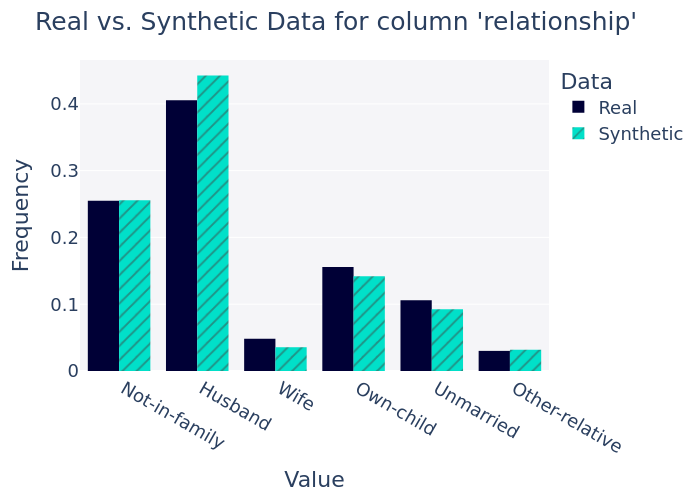 Real vs. Synthetic Data for column 'relationship'
Data
Real
Synthetic
Frequency
0.4
0.3
0.2
0.1
0
Not-in-family
Husband
Wife
Own-child
Unmarried
Other-relative
Value